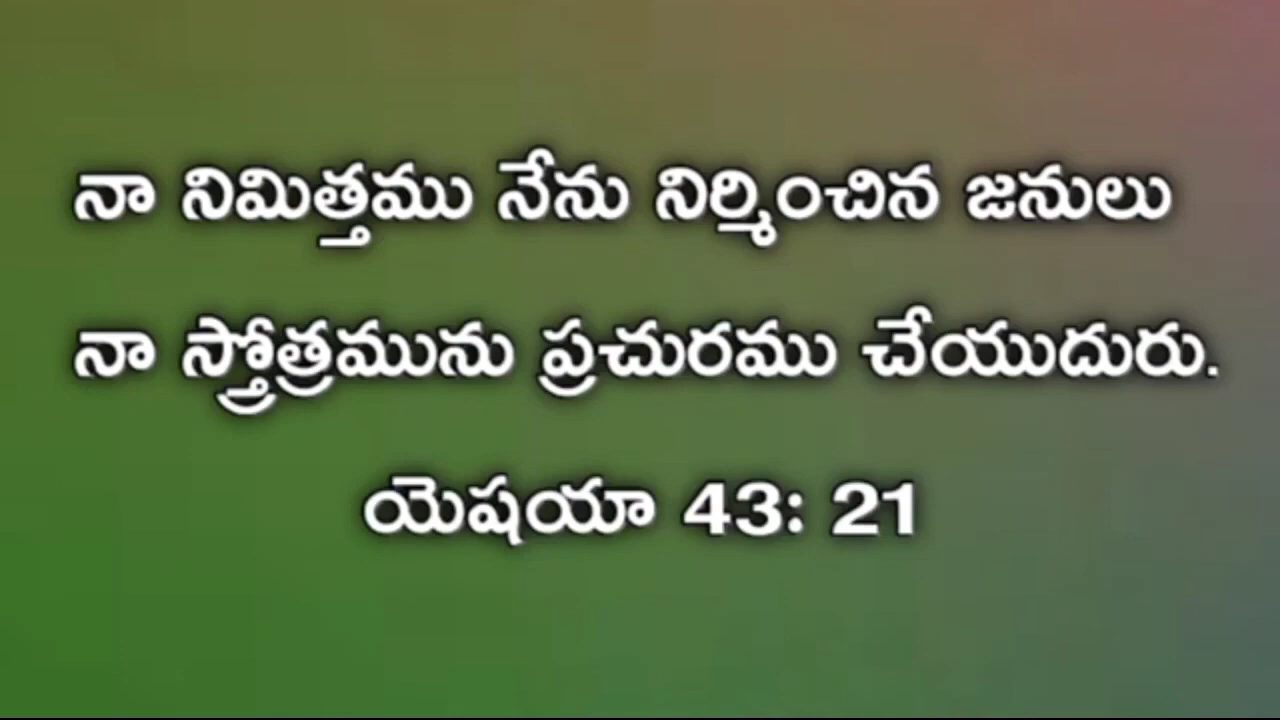 నా నిమిత్తము నేను నిర్మించిన జనులు
నా స్త్రోత్రమును ప్రచురము చేయుదురు.
యెషయా 43: 21